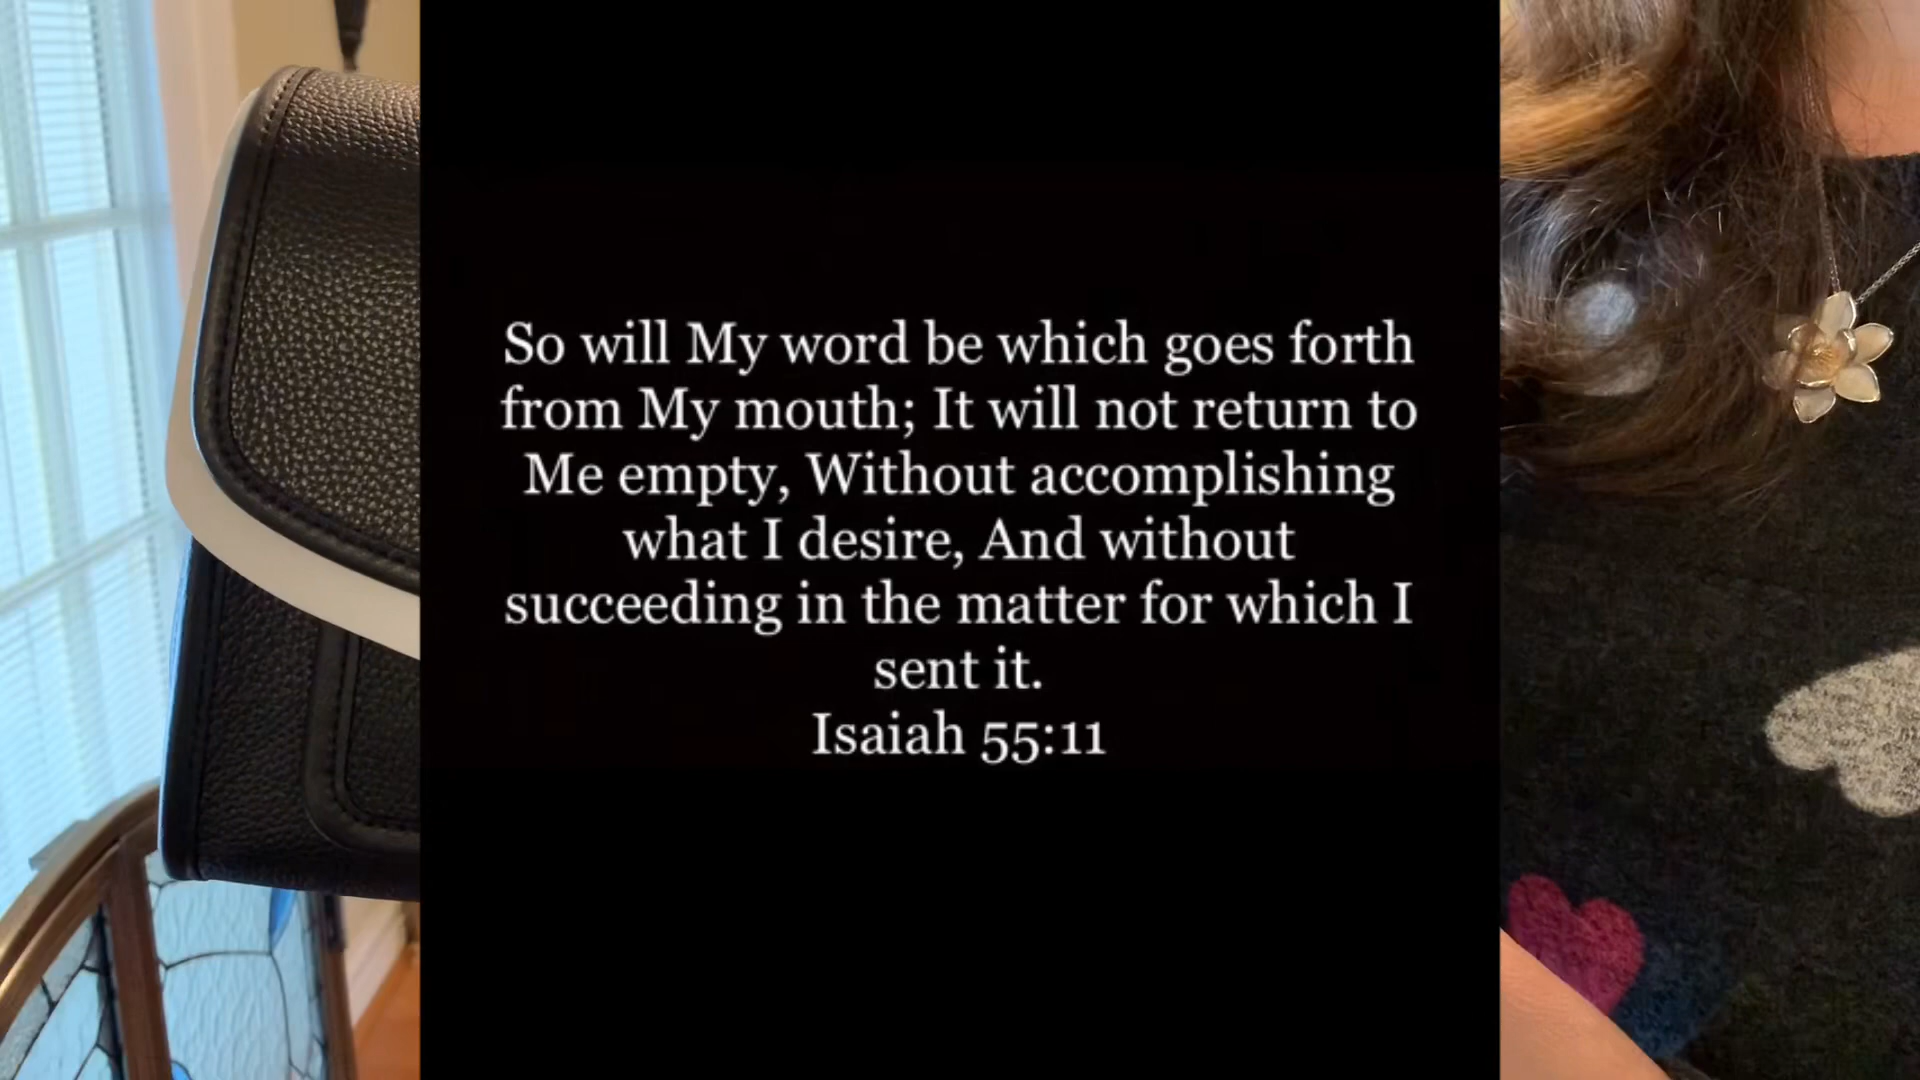 So will My word be which goes forth
from My mouth; It will not return to
Me empty, Without accomplishing
what I desire, And without
succeeding in the matter for which I
sent it.
Isaiah 55:11